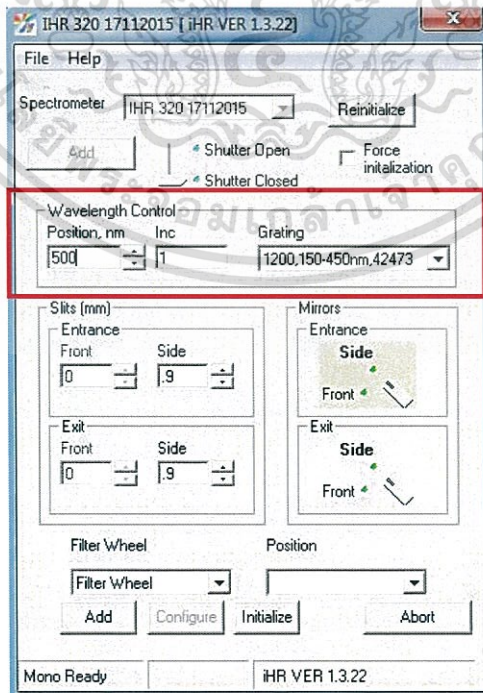 IHR 320 17112015 [ iHR VER 1.3.22]
File Help
Spectrometer IHR 320 17112015 Reinitialize
Add Shutter Open Force initalization
Shutter Closed
Wavelength Control
Position, nm Inc Grating
500 1 1200,150-450nm,42473
Slits (mm) Mirrors
Entrance Entrance
Front Side Side
0 .9 Front
Exit Exit
Front Side Side
0 .9 Front
Filter Wheel Position
Filter Wheel
Add Configure Initialize Abort
Mono Ready iHR VER 1.3.22